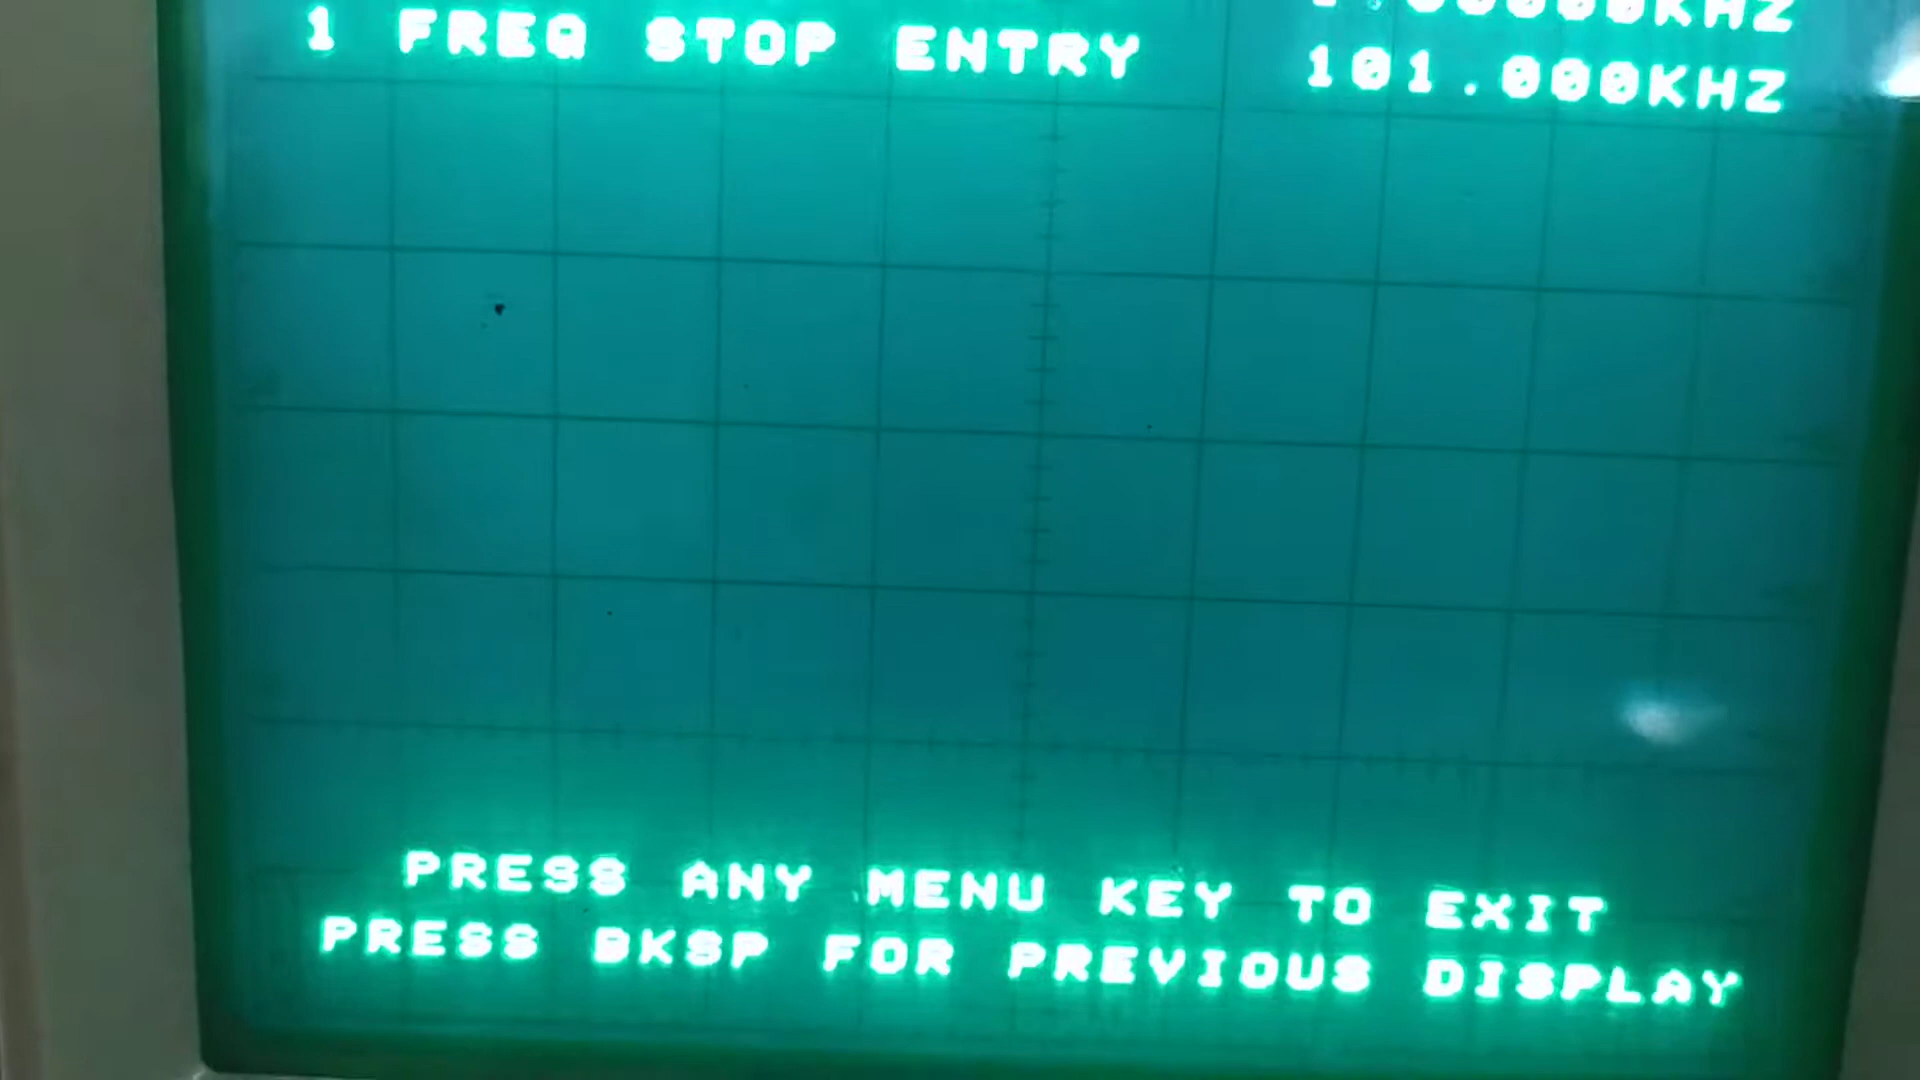 1 FREQ STOP ENTRY
101.000KHZ
PRESS ANY MENU KEY TO EXIT
PRESS BKSP FOR PREVIOUS DISPLAY